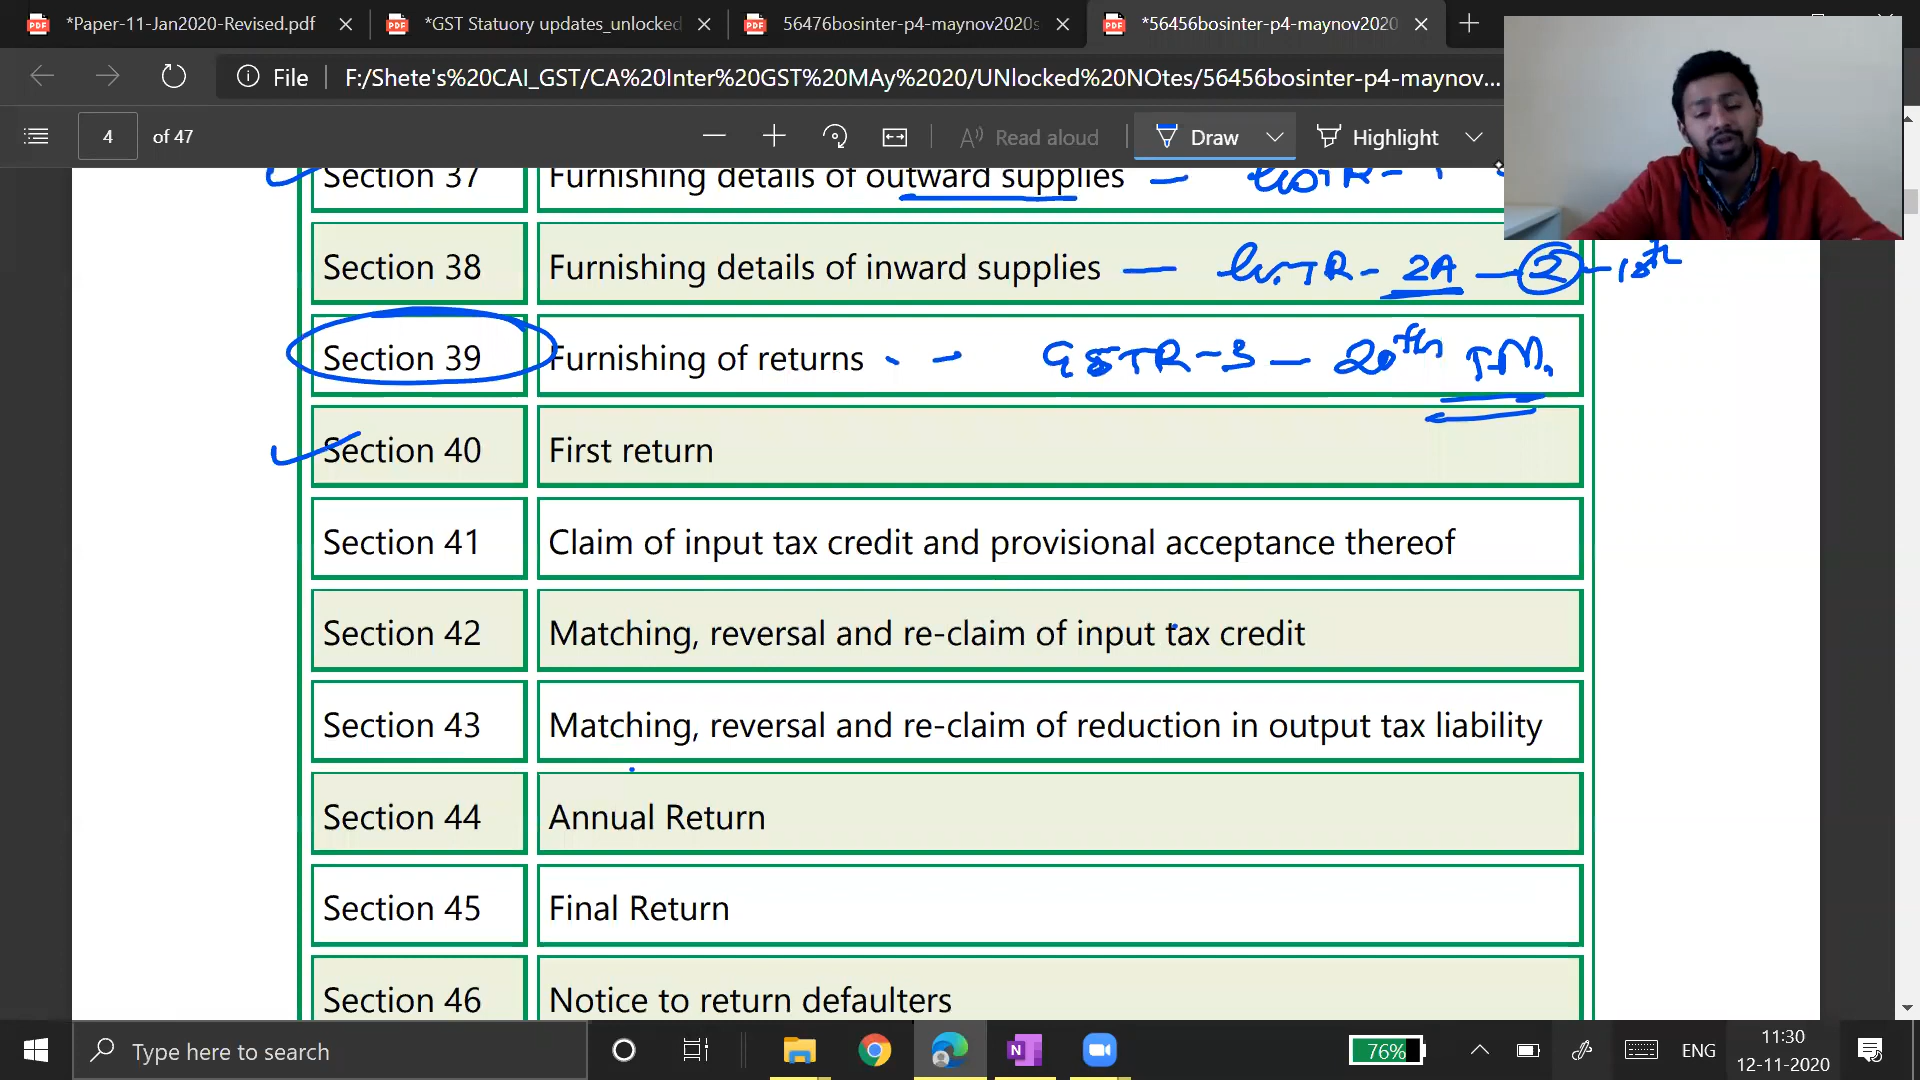 *Paper-11-Jan2020-Revised.pdf
*GST Statuory updates_unlocked
56476bosinter-p4-maynov2020s
*56456bosinter-p4-maynov2020
File
F:/Shete's%20CAI_GST/CA%20Inter%20GST%20MAy%2020/UNlocked%20NOtes/56456bosinter-p4-maynov...
4 of 47
Read aloud
Draw
Highlight
Section 37 Furnishing details of outward supplies — GSTR-1
Section 38 Furnishing details of inward supplies — GSTR-2A — 2 -15th
Section 39 Furnishing of returns - - GSTR-3 — 20th T.M.
Section 40 First return
Section 41 Claim of input tax credit and provisional acceptance thereof
Section 42 Matching, reversal and re-claim of input tax credit
Section 43 Matching, reversal and re-claim of reduction in output tax liability
Section 44 Annual Return
Section 45 Final Return
Section 46 Notice to return defaulters
Type here to search
76%
ENG
11:30
12-11-2020